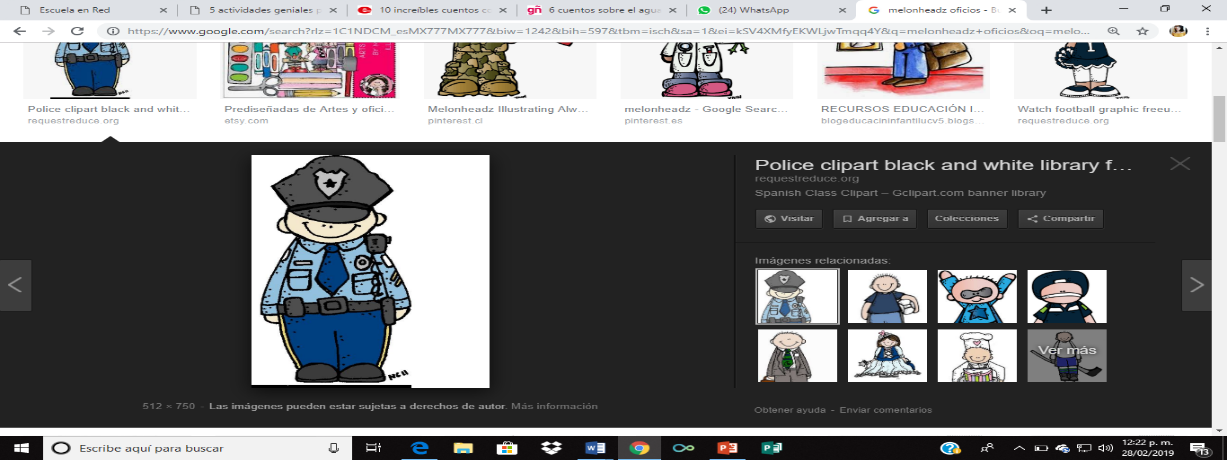 Escuela en Red
5 actividades geniales p
10 increíbles cuentos co
gñ 6 cuentos sobre el agua
(24) WhatsApp
melonheadz oficios - B
https://www.google.com/search?rlz=1C1NDCM_esMX777MX777&biw=1242&bih=597&tbm=isch&sa=1&ei=kSV4XMfyEKWLjwTmqq4Y&q=melonheadz+oficios&oq=melo...
Police clipart black and whit...
requestreduce.org
Prediseñadas de Artes y ofici...
etsy.com
Melonheadz Illustrating Alw...
pinterest.cl
melonheadz - Google Searc...
pinterest.es
RECURSOS EDUCACIÓN I...
blogeducacininfantilucv5.blogs...
Watch football graphic freeu...
requestreduce.org
Police clipart black and white library f...
requestreduce.org
Spanish Class Clipart – Gclipart.com banner library
Visitar
Agregar a
Colecciones
Compartir
Imágenes relacionadas:
Ver más
512 × 750 - Las imágenes pueden estar sujetas a derechos de autor. Más información
Obtener ayuda - Enviar comentarios
Escribe aquí para buscar
12:22 p. m.
28/02/2019
13